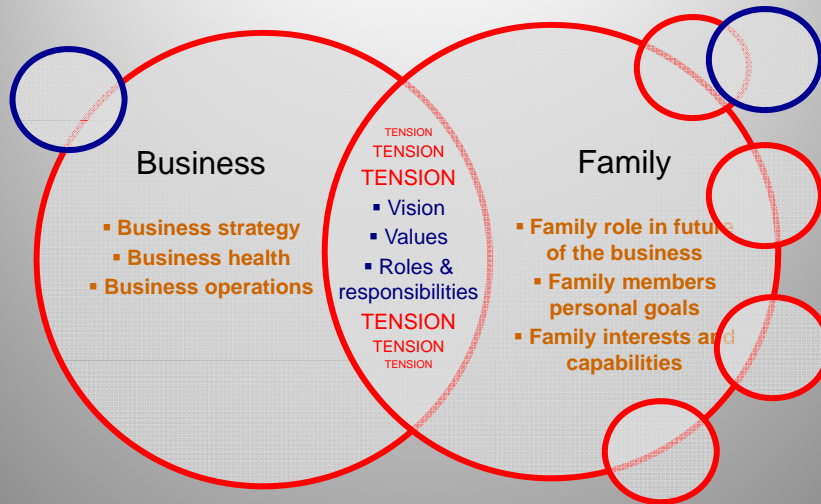 Business
▪ Business strategy
▪ Business health
▪ Business operations
TENSION
TENSION
TENSION
▪ Vision
▪ Values
▪ Roles &
responsibilities
TENSION
TENSION
TENSION
Family
▪ Family role in future
of the business
▪ Family members
personal goals
▪ Family interests and
capabilities